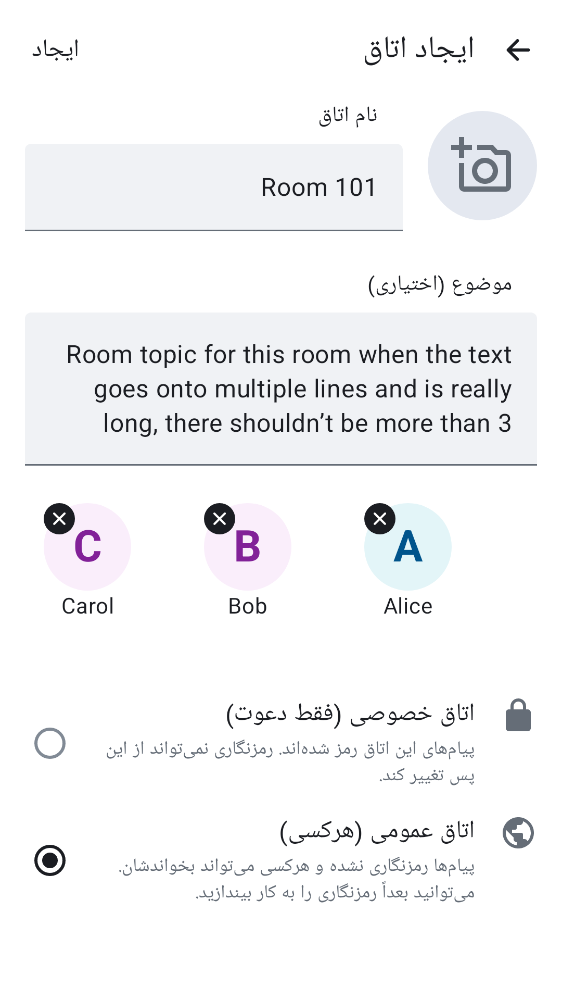 ایجاد اتاق
ایجاد
نام اتاق
Room 101
موضوع (اختیاری)
Room topic for this room when the text
goes onto multiple lines and is really
long, there shouldn’t be more than 3
A
B
C
Alice
Bob
Carol
اتاق خصوصی (فقط دعوت)
پیام‌های این اتاق رمز شده‌اند. رمزنگاری نمی‌تواند از این
پس تغییر کند.
اتاق عمومی (هرکسی)
پیام‌ها رمزنگاری نشده و هرکسی می‌تواند بخواندشان.
می‌توانید بعداً رمزنگاری را به کار بیندازید.